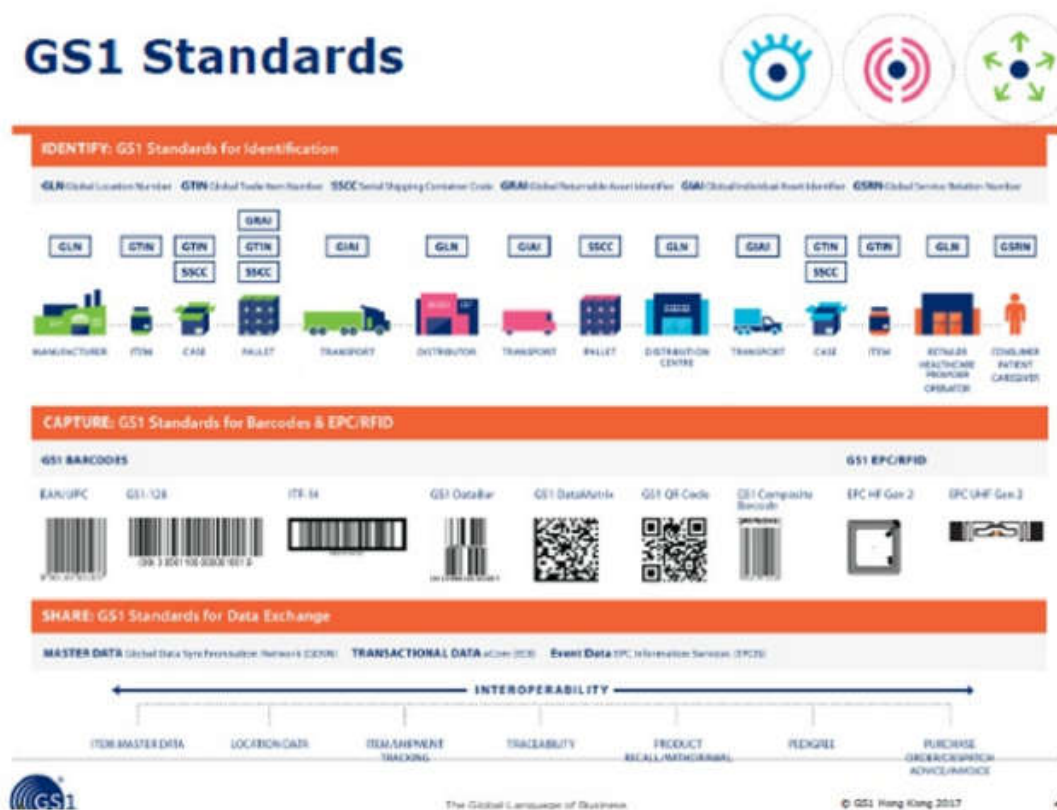 GS1 Standards
IDENTIFY: GS1 Standards for Identification
GLN Global Location Number GTIN Global Trade Item Number SSCC Serial Shipping Container Code GRAI Global Returnable Asset Identifier GIAI Global Individual Asset Identifier GSRN Global Service Relation Number
GRAI
GLN GTIN GTIN GTIN GIAI GLN GIAI SSCC GLN GIAI GTIN GTIN GLN GSRN
SSCC SSCC SSCC
MANUFACTURER ITEM CASE PALLET TRANSPORT DISTRIBUTOR TRANSPORT PALLET DISTRIBUTION TRANSPORT CASE ITEM RETAILER CONSUMER
CENTRE HEALTHCARE PATIENT
PROVIDER CAREGIVER
OPERATOR
CAPTURE: GS1 Standards for Barcodes & EPC/RFID
GS1 BARCODES GS1 EPC/RFID
EAN/UPC GS1-128 ITF-14 GS1 DataBar GS1 DataMatrix GS1 QR Code GS1 Composite EPC HF Gen 2 EPC UHF Gen 2
Barcode
SHARE: GS1 Standards for Data Exchange
MASTER DATA Global Data Synchronisation Network (GDSN) TRANSACTIONAL DATA eCom (EDI) Event Data EPC Information Services (EPCIS)
INTEROPERABILITY
ITEM MASTER DATA LOCATION DATA ITEM/SHIPMENT TRACEABILITY PRODUCT PEDIGREE PURCHASE
TRACKING RECALL/WITHDRAWAL ORDER/DESPATCH
ADVICE/INVOICE
GS1 The Global Language of Business © GS1 Hong Kong 2017